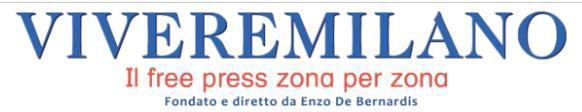 VIVEREMILANO
Il free press zona per zona
Fondato e diretto da Enzo De Bernardis